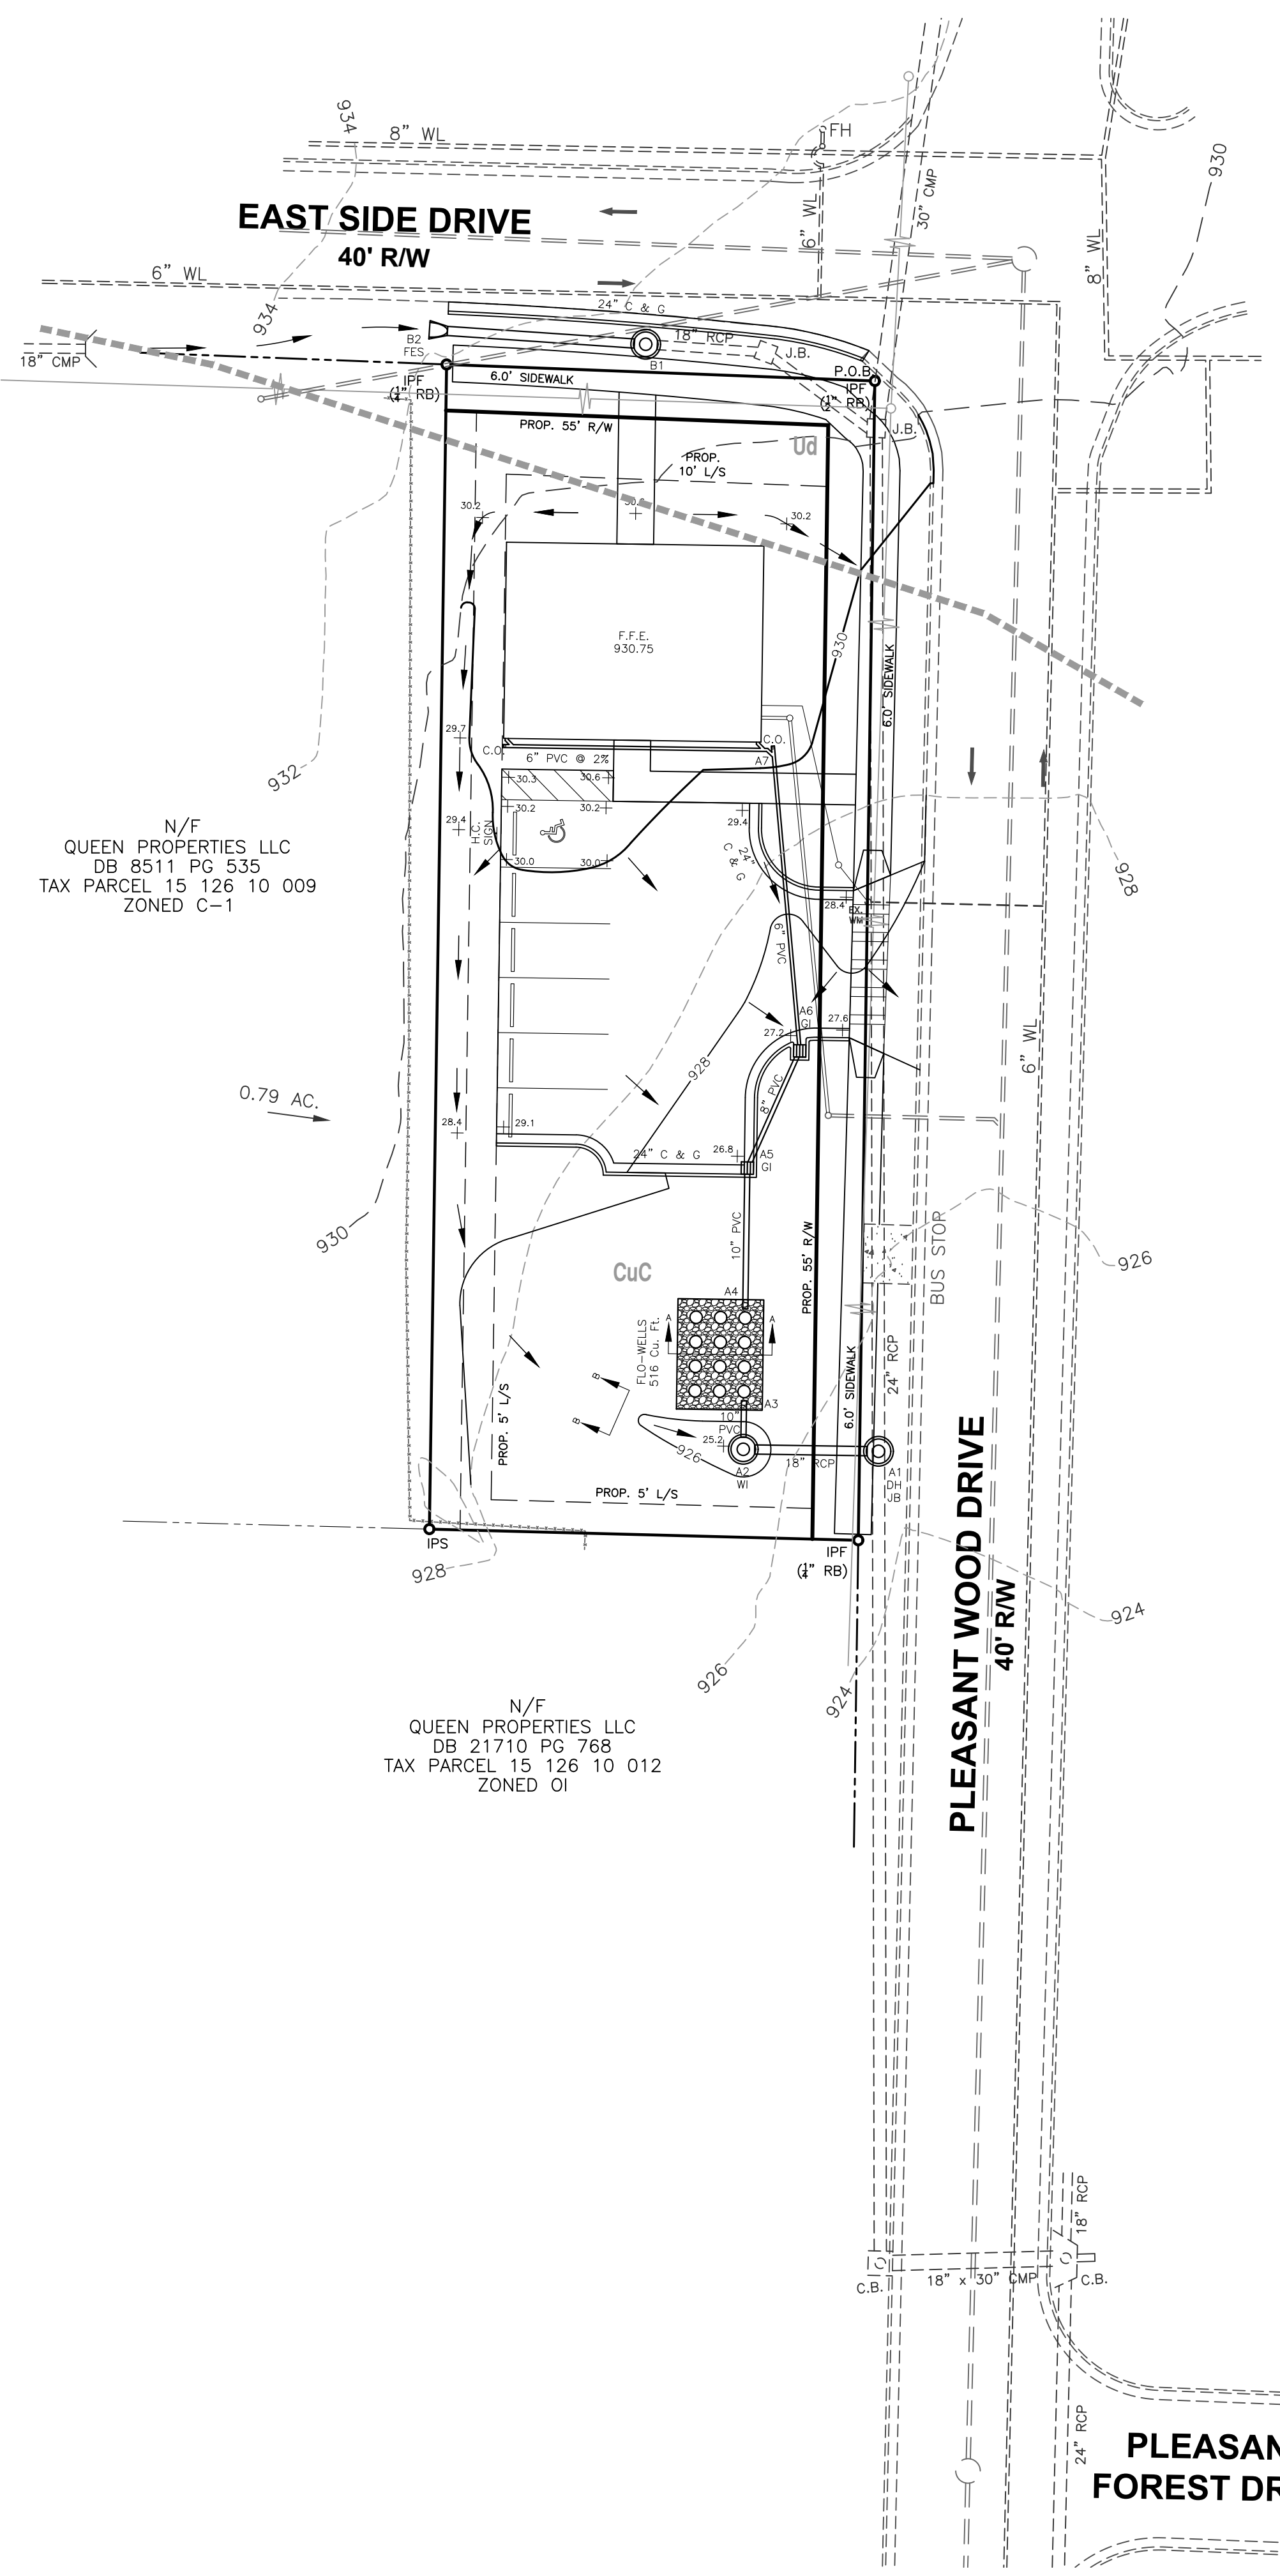 934
8" WL
FH
930
30" CMP
EAST SIDE DRIVE
40' R/W
6" WL
8" WL
6" WL
934
24" C & G
18" RCP
B2
FES
B1
J.B.
18" CMP
P.O.B.
IPF
(½" RB)
6.0' SIDEWALK
IPF
(½" RB)
PROP. 55' R/W
J.B.
Ud
PROP.
10' L/S
30.2
30.2
F.F.E.
930.75
930
6.0' SIDEWALK
29.7
C.O.
C.O.
6" PVC @ 2%
A7
30.3
30.6
932
30.2
30.2
29.4
29.4
H.C.
SIGN
24"
C & G
30.0
30.0
N/F
QUEEN PROPERTIES LLC
DB 8511 PG 535
TAX PARCEL 15 126 10 009
ZONED C-1
928
28.4
EX.
WM
6" PVC
A6
GI
27.2
27.6
928
6" WL
0.79 AC.
8" PVC
28.4
29.1
26.8
24" C & G
A5
GI
930
10" PVC
PROP. 55' R/W
BUS STOP
926
CuC
A4
A
A
FLO-WELLS
516 Cu. Ft.
24" RCP
6.0' SIDEWALK
B
B
PROP. 5' L/S
A3
10"
PVC
25.2
926
18" RCP
A2
WI
A1
DH
JB
PROP. 5' L/S
IPS
IPF
(½" RB)
928
924
926
924
PLEASANT WOOD DRIVE
40' R/W
N/F
QUEEN PROPERTIES LLC
DB 21710 PG 768
TAX PARCEL 15 126 10 012
ZONED OI
18" RCP
C.B.
18" x 30" CMP
C.B.
24" RCP
PLEASAN
FOREST DR